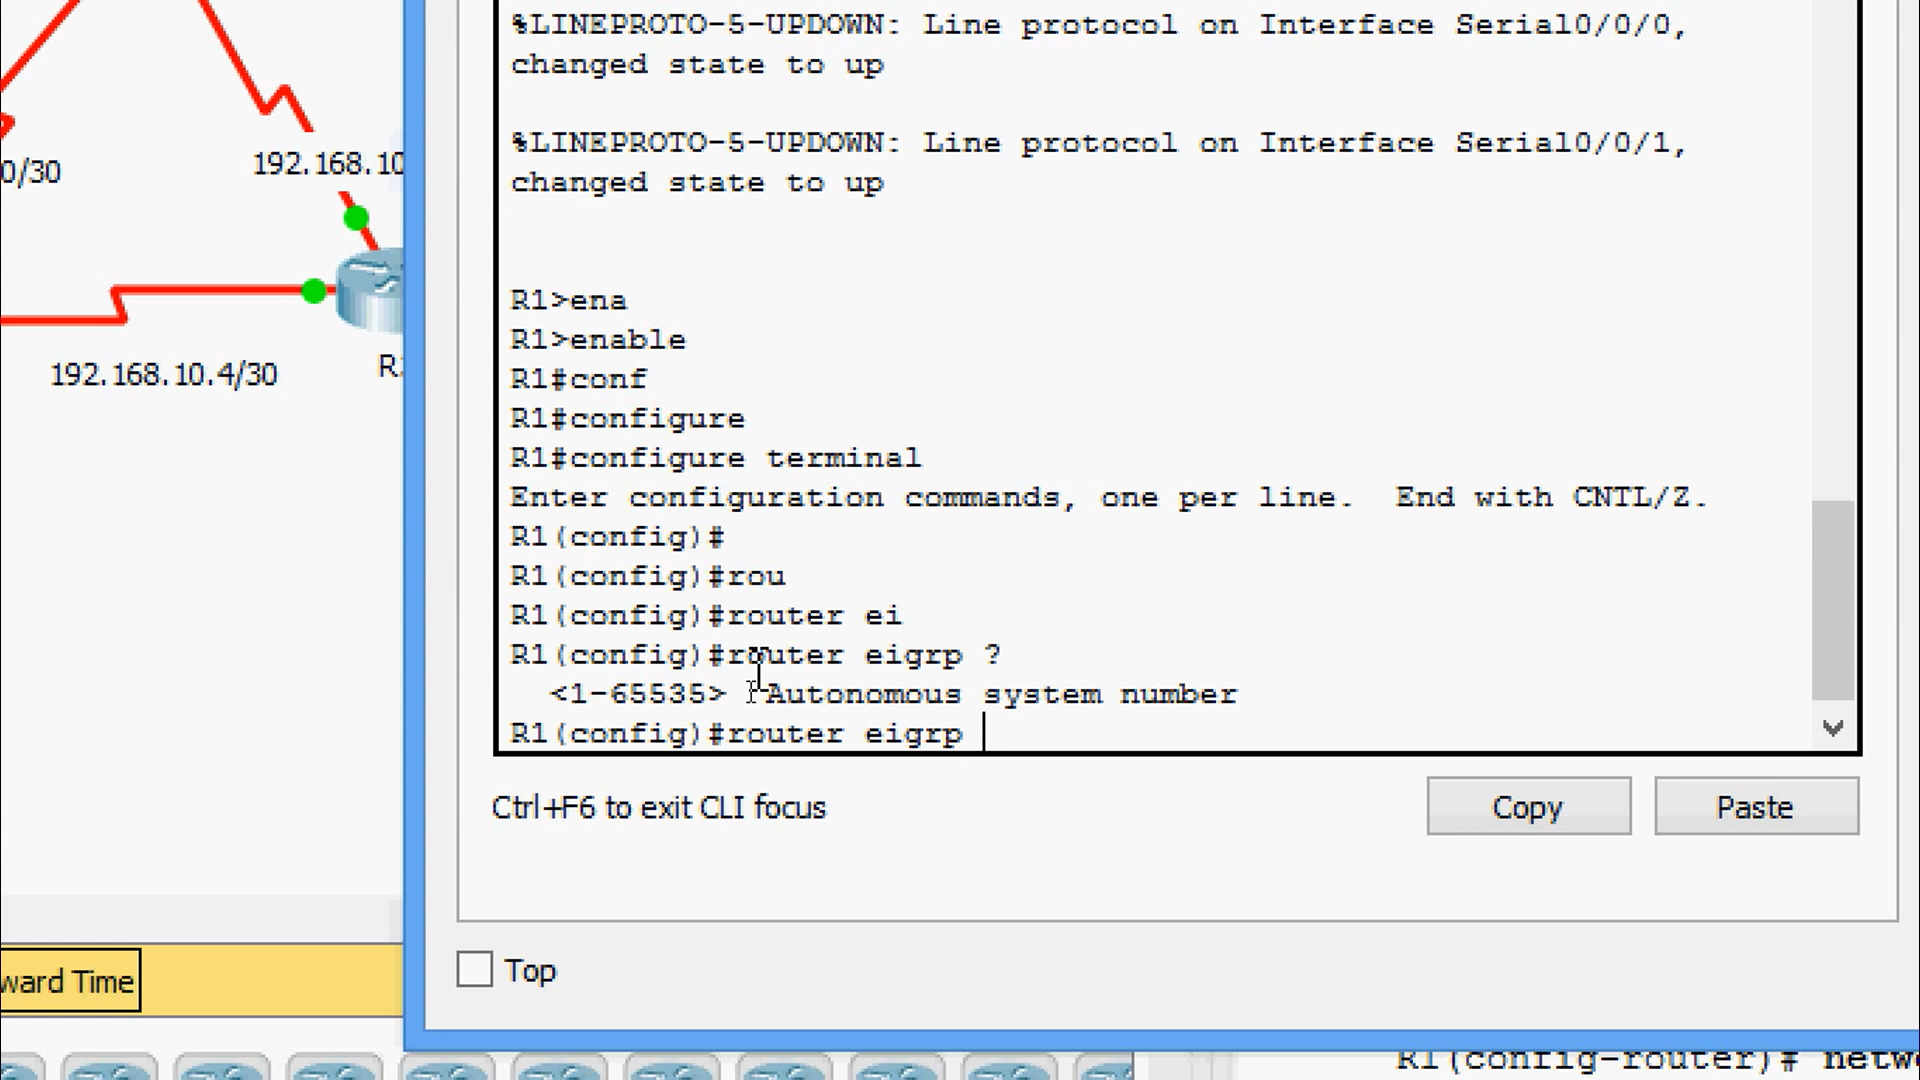 %LINEPROTO-5-UPDOWN: Line protocol on Interface Serial0/0/0,
changed state to up
%LINEPROTO-5-UPDOWN: Line protocol on Interface Serial0/0/1,
changed state to up
R1>ena
R1>enable
R1#conf
R1#configure
R1#configure terminal
Enter configuration commands, one per line.  End with CNTL/Z.
R1(config)#
R1(config)#rou
R1(config)#router ei
R1(config)#router eigrp ?
<1-65535>  Autonomous system number
R1(config)#router eigrp
0/30
192.168.10
192.168.10.4/30
Ctrl+F6 to exit CLI focus
Copy
Paste
Top
ward Time
R1(config-router)# netw